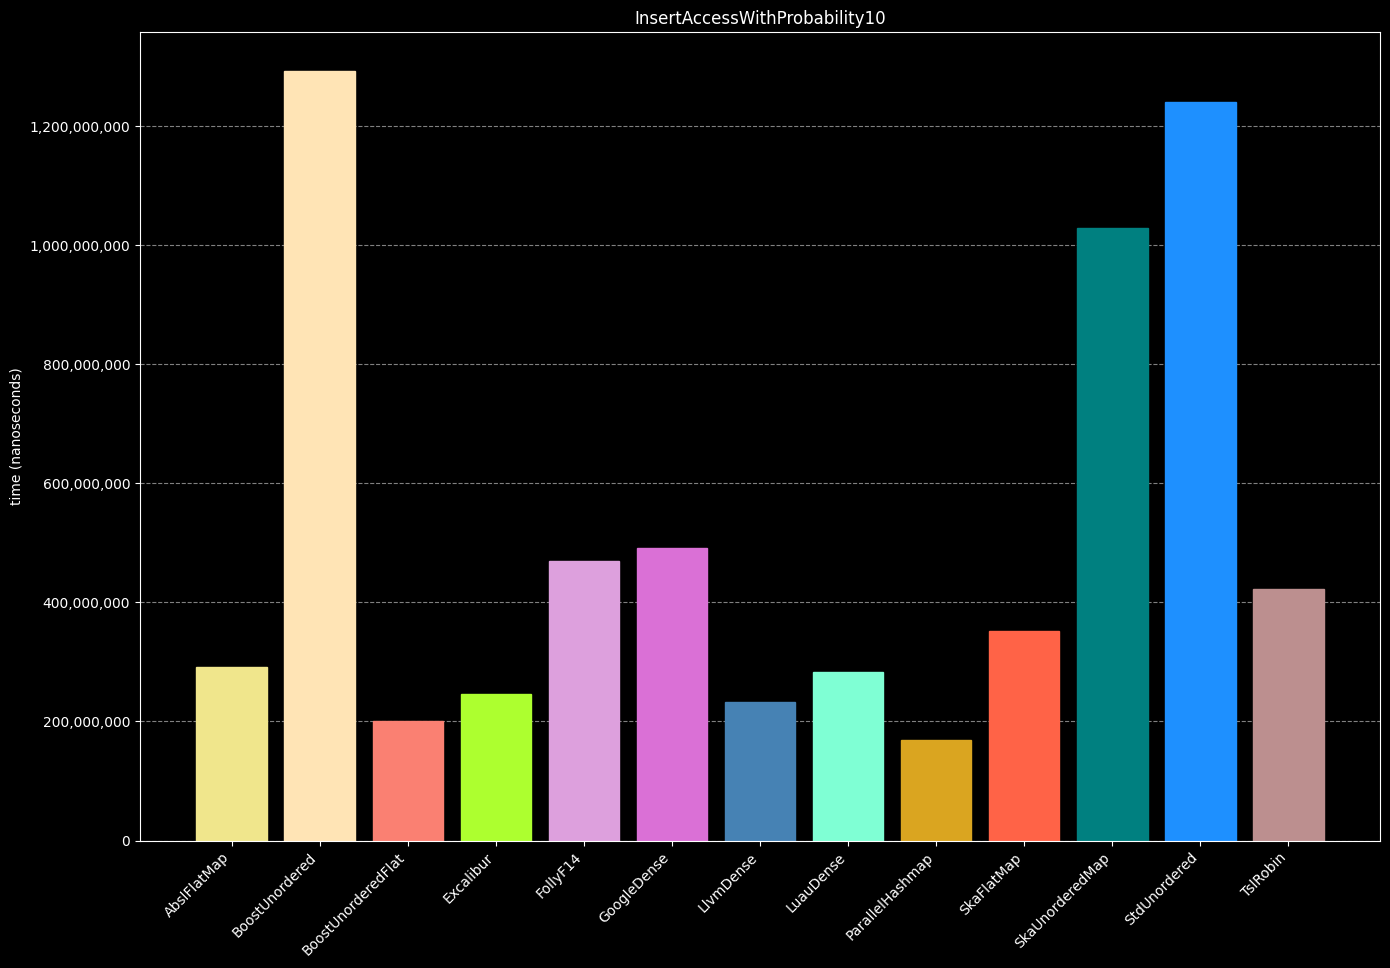 InsertAccessWithProbability10
time (nanoseconds)
1,200,000,000
1,000,000,000
800,000,000
600,000,000
400,000,000
200,000,000
0
AbslFlatMap
BoostUnordered
BoostUnorderedFlat
Excalibur
FollyF14
GoogleDense
LlvmDense
LuauDense
ParallelHashmap
SkaFlatMap
SkaUnorderedMap
StdUnordered
TslRobin